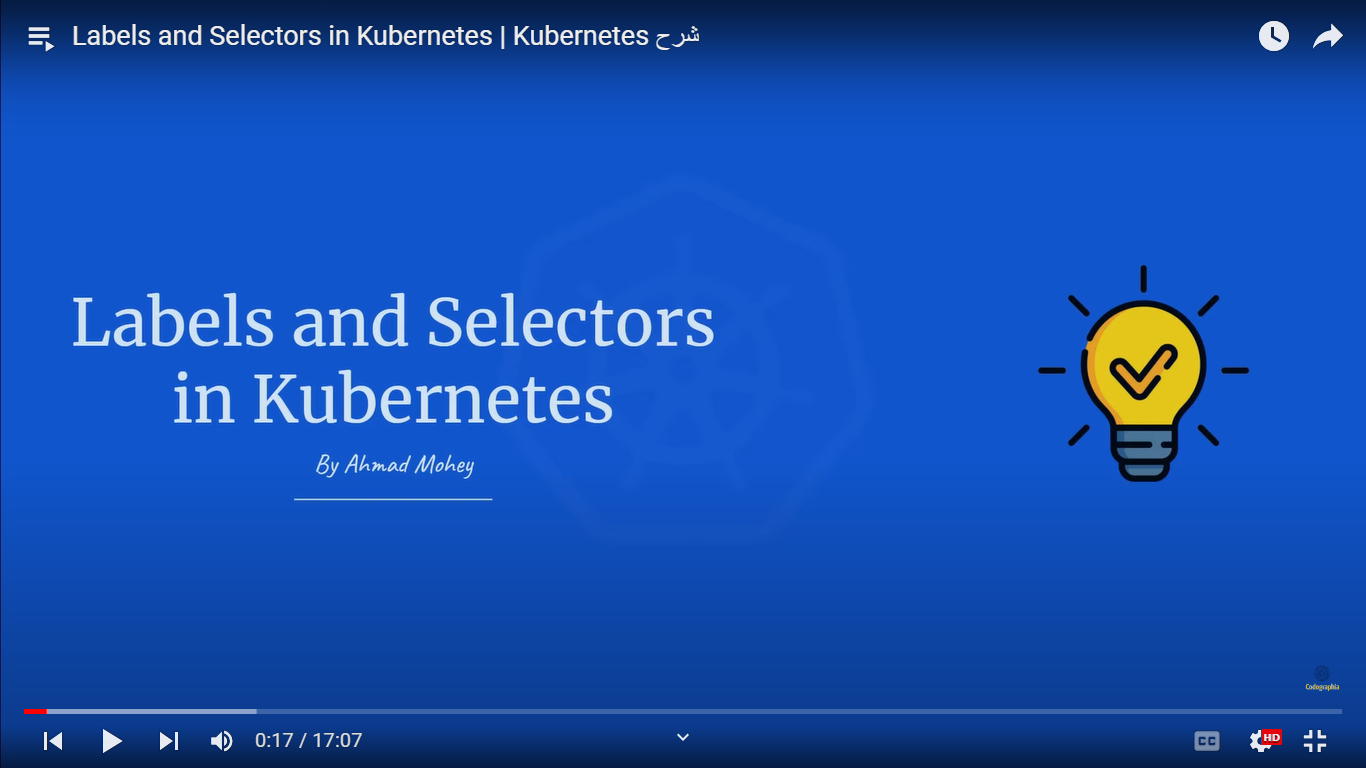 Labels and Selectors in Kubernetes | Kubernetes شرح
Labels and Selectors
in Kubernetes
By Ahmad Mohey
Codographia
0:17 / 17:07
CC
HD